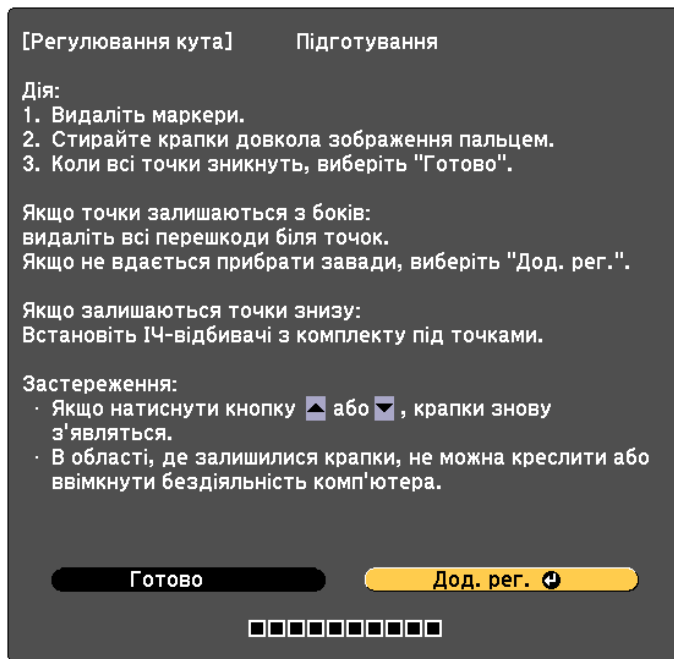 [Регулювання кута] Підготування
Дія:
1. Видаліть маркери.
2. Стирайте крапки довкола зображення пальцем.
3. Коли всі точки зникнуть, виберіть "Готово".
Якщо точки залишаються з боків:
видаліть всі перешкоди біля точок.
Якщо не вдається прибрати завади, виберіть "Дод. рег.".
Якщо залишаються точки знизу:
Встановіть ІЧ-відбивачі з комплекту під точками.
Застереження:
· Якщо натиснути кнопку ▲ або ▼ , крапки знову
з'являться.
· В області, де залишилися крапки, не можна креслити або
ввімкнути бездіяльність комп'ютера.
Готово
Дод. рег.